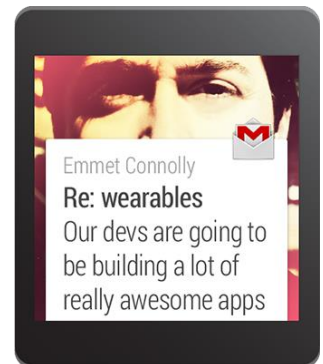 Emmet Connolly
Re: wearables
Our devs are going to
be building a lot of
really awesome apps